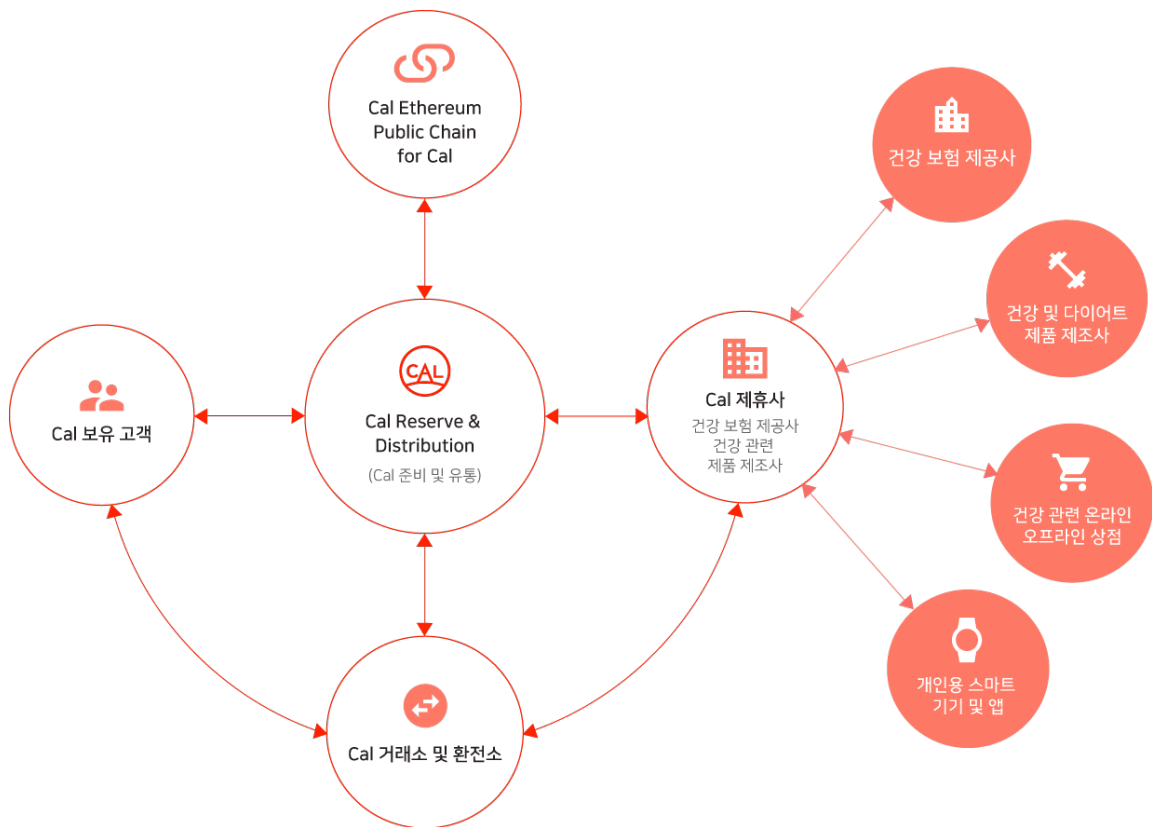 Cal Ethereum
Public Chain
for Cal
건강 보험 제공사
건강 및 다이어트
제품 제조사
CAL
Cal Reserve &
Distribution
(Cal 준비 및 유통)
Cal 보유 고객
Cal 제휴사
건강 보험 제공사
건강 관련
제품 제조사
건강 관련 온라인
오프라인 상점
개인용 스마트
기기 및 앱
Cal 거래소 및 환전소